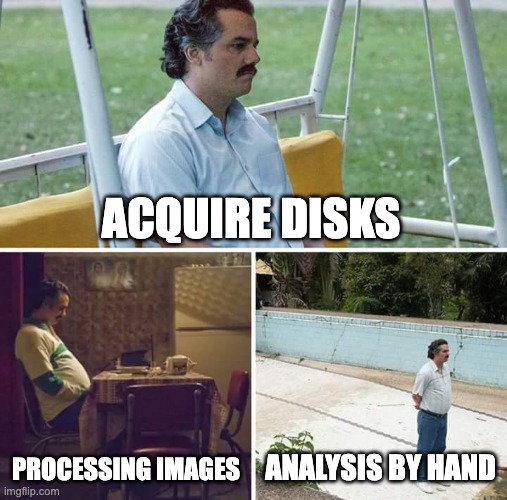 ACQUIRE DISKS
PROCESSING IMAGES
ANALYSIS BY HAND
imgflip.com